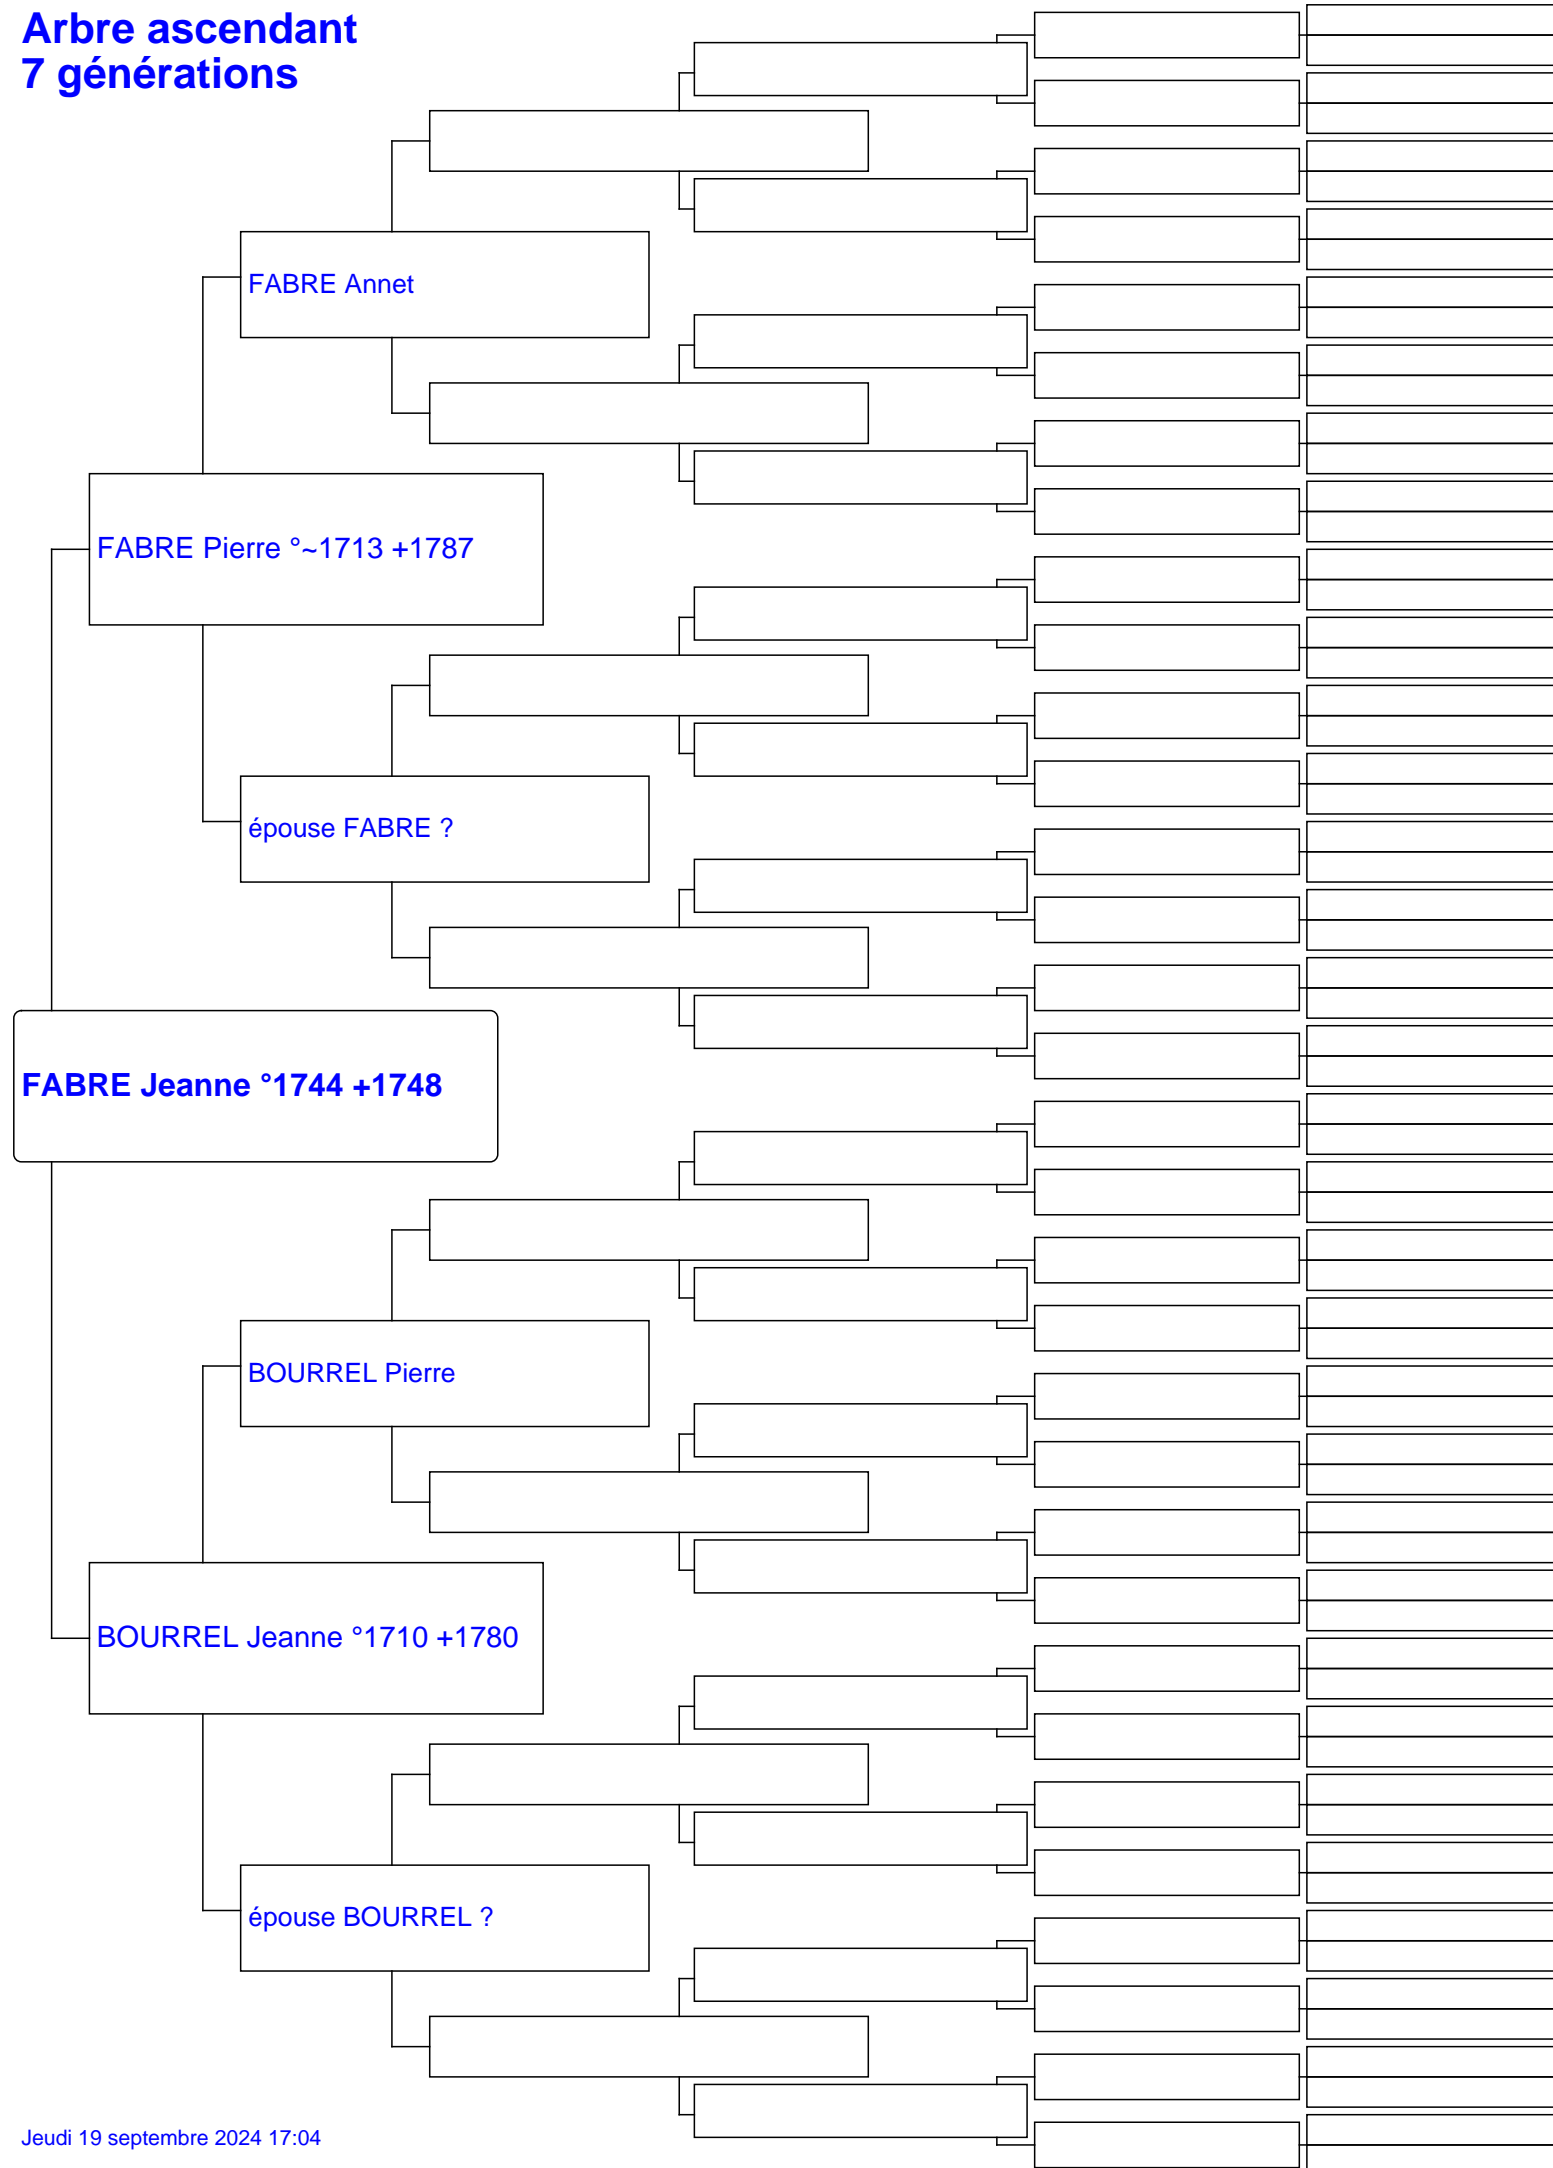 Arbre ascendant
7 générations
FABRE Annet
FABRE Pierre °~1713 +1787
épouse FABRE ?
FABRE Jeanne °1744 +1748
BOURREL Pierre
BOURREL Jeanne °1710 +1780
épouse BOURREL ?
Jeudi 19 septembre 2024 17:04